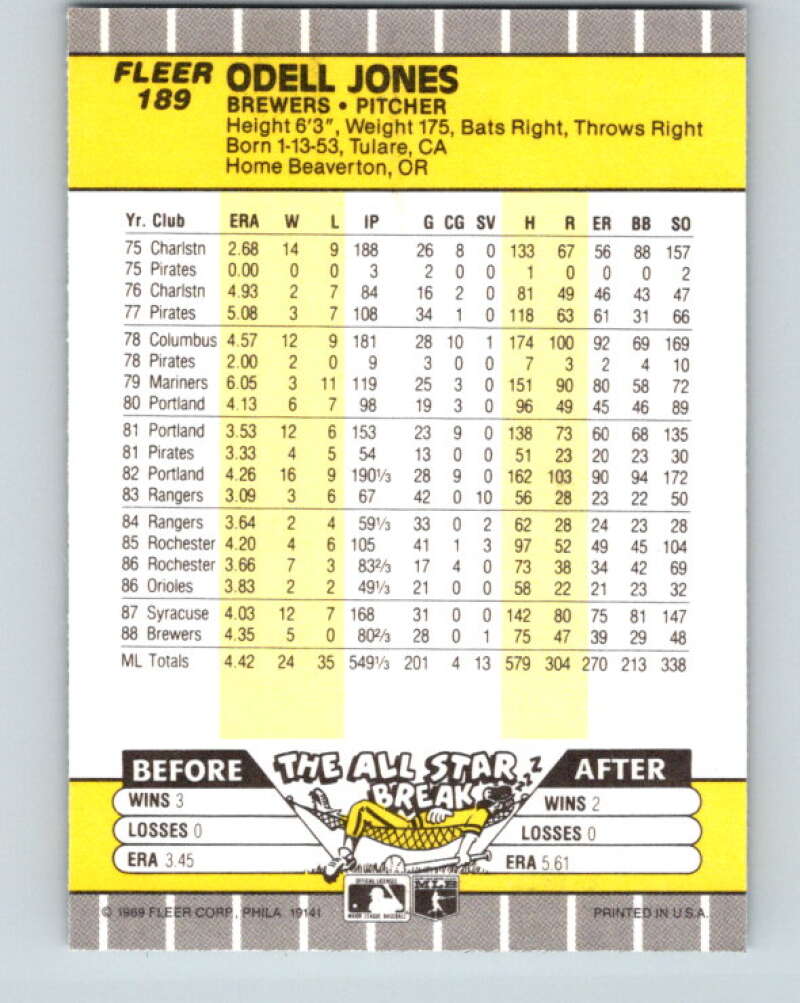 FLEER ODELL JONES
189 BREWERS • PITCHER
Height 6'3", Weight 175, Bats Right, Throws Right
Born 1-13-53, Tulare, CA
Home Beaverton, OR
Yr. Club ERA W L IP G CG SV H R ER BB SO
75 Charlstn 2.68 14 9 188 26 8 0 133 67 56 88 157
75 Pirates 0.00 0 0 3 2 0 0 1 0 0 0 2
76 Charlstn 4.93 2 7 84 16 2 0 81 49 46 43 47
77 Pirates 5.08 3 7 108 34 1 0 118 63 61 31 66
78 Columbus 4.57 12 9 181 28 10 1 174 100 92 69 169
78 Pirates 2.00 2 0 9 3 0 0 7 3 2 4 10
79 Mariners 6.05 3 11 119 25 3 0 151 90 80 58 72
80 Portland 4.13 6 7 98 19 3 0 96 49 45 46 89
81 Portland 3.53 12 6 153 23 9 0 138 73 60 68 135
81 Pirates 3.33 4 5 54 13 0 0 51 23 20 23 30
82 Portland 4.26 16 9 190⅓ 28 9 0 162 103 90 94 172
83 Rangers 3.09 3 6 67 42 0 10 56 28 23 22 50
84 Rangers 3.64 2 4 59⅓ 33 0 2 62 28 24 23 28
85 Rochester 4.20 4 6 105 41 1 3 97 52 49 45 104
86 Rochester 3.66 7 3 83⅔ 17 4 0 73 38 34 42 69
86 Orioles 3.83 2 2 49⅓ 21 0 0 58 22 21 23 32
87 Syracuse 4.03 12 7 168 31 0 0 142 80 75 81 147
88 Brewers 4.35 5 0 80⅔ 28 0 1 75 47 39 29 48
ML Totals 4.42 24 35 549⅓ 201 4 13 579 304 270 213 338
BEFORE THE ALL STAR BREAK ZZZ AFTER
WINS 3 WINS 2
LOSSES 0 LOSSES 0
ERA 3.45 ERA 5.61
OFFICIAL LICENSEE MLB
MAJOR LEAGUE BASEBALL
© 1989 FLEER CORP., PHILA. 19141 PRINTED IN U.S.A.